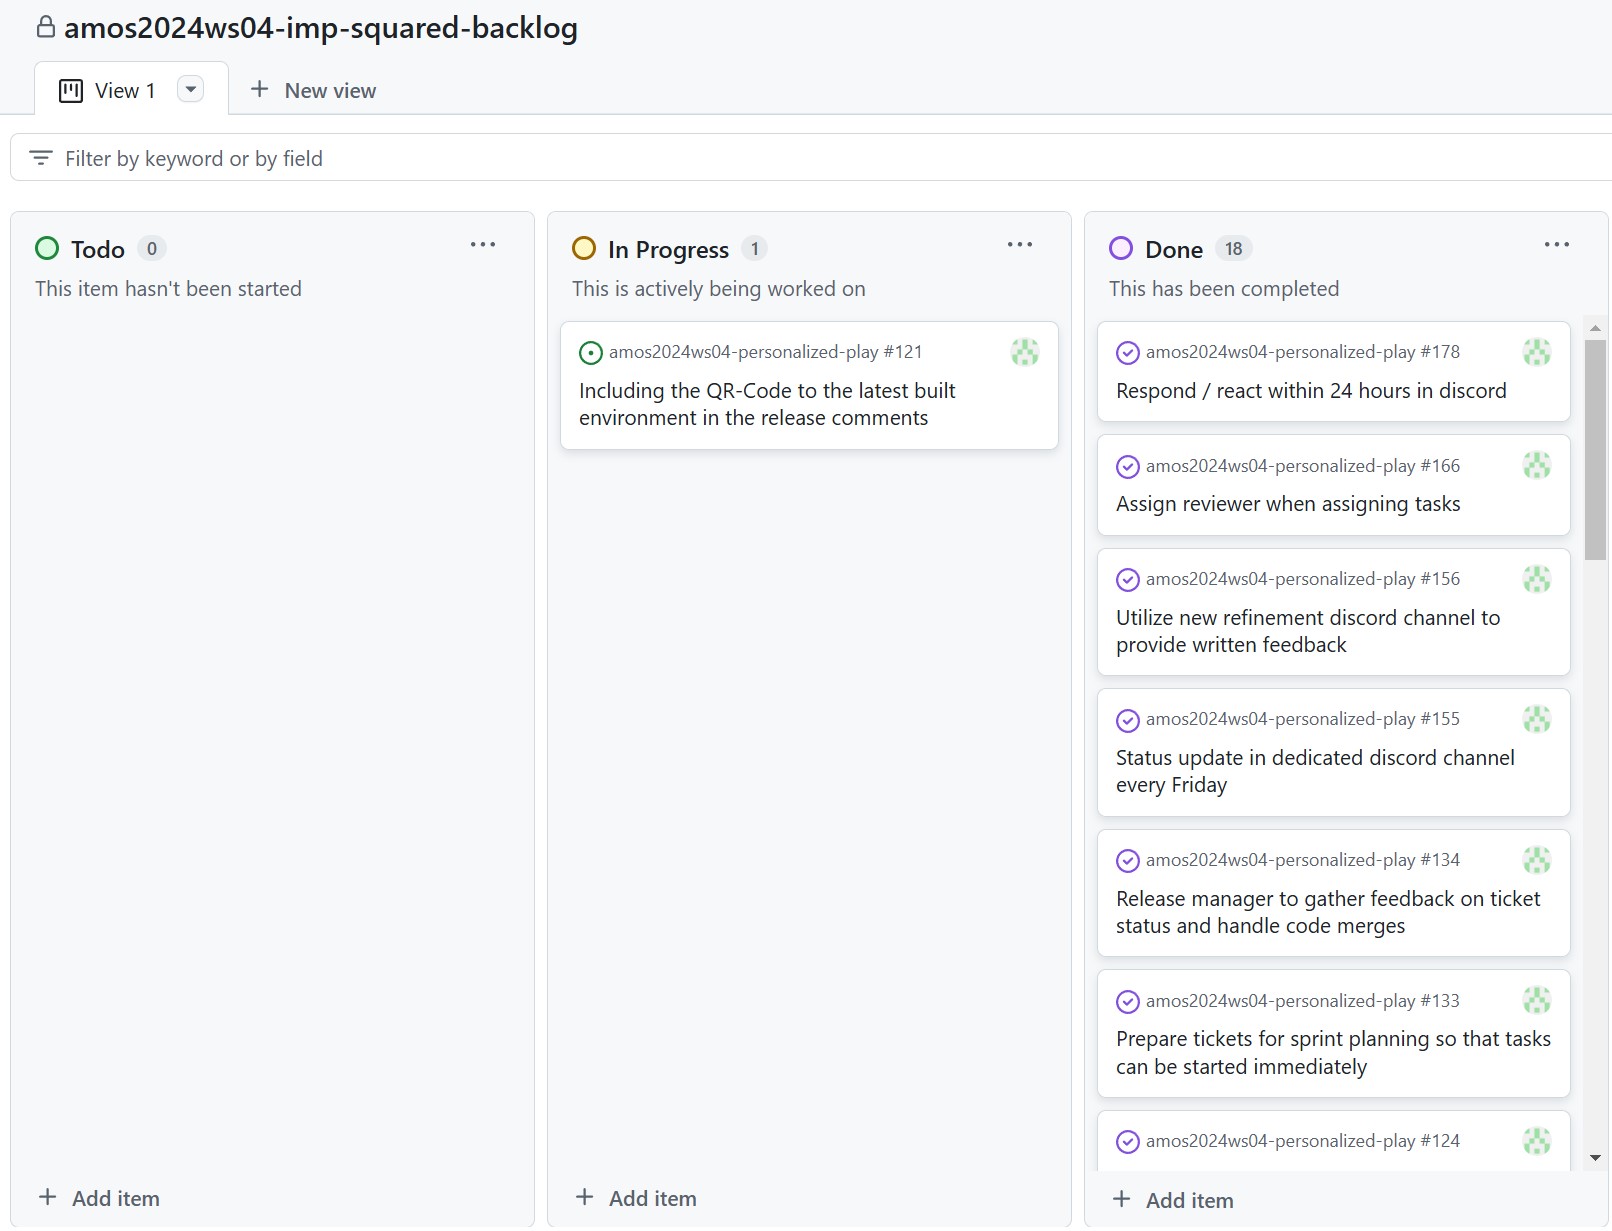 amos2024ws04-imp-squared-backlog
View 1
New view
Filter by keyword or by field
Todo 0
This item hasn't been started
Add item
In Progress 1
This is actively being worked on
amos2024ws04-personalized-play #121
Including the QR-Code to the latest built
environment in the release comments
Add item
Done 18
This has been completed
amos2024ws04-personalized-play #178
Respond / react within 24 hours in discord
amos2024ws04-personalized-play #166
Assign reviewer when assigning tasks
amos2024ws04-personalized-play #156
Utilize new refinement discord channel to
provide written feedback
amos2024ws04-personalized-play #155
Status update in dedicated discord channel
every Friday
amos2024ws04-personalized-play #134
Release manager to gather feedback on ticket
status and handle code merges
amos2024ws04-personalized-play #133
Prepare tickets for sprint planning so that tasks
can be started immediately
amos2024ws04-personalized-play #124
Add item